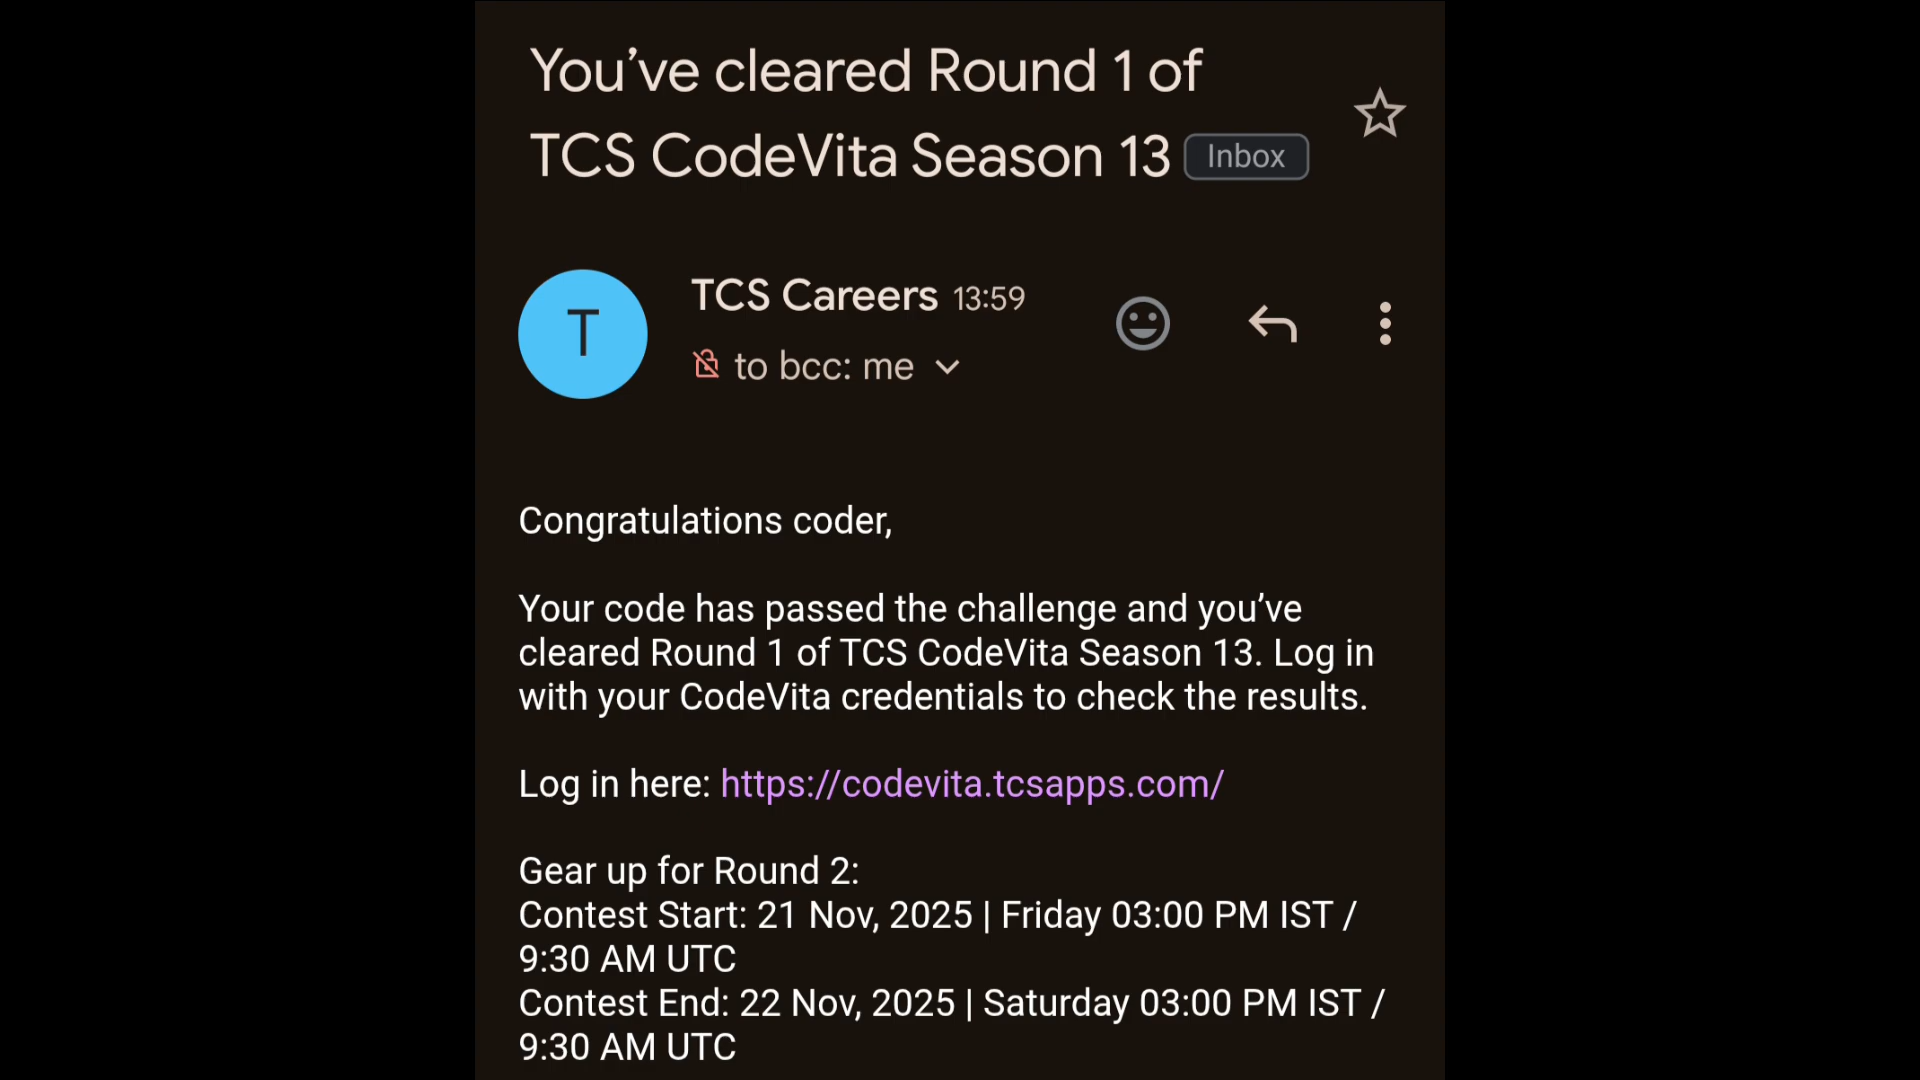 You’ve cleared Round 1 of
TCS CodeVita Season 13 Inbox
T
TCS Careers 13:59
to bcc: me
Congratulations coder,
Your code has passed the challenge and you’ve
cleared Round 1 of TCS CodeVita Season 13. Log in
with your CodeVita credentials to check the results.
Log in here: https://codevita.tcsapps.com/
Gear up for Round 2:
Contest Start: 21 Nov, 2025 | Friday 03:00 PM IST /
9:30 AM UTC
Contest End: 22 Nov, 2025 | Saturday 03:00 PM IST /
9:30 AM UTC